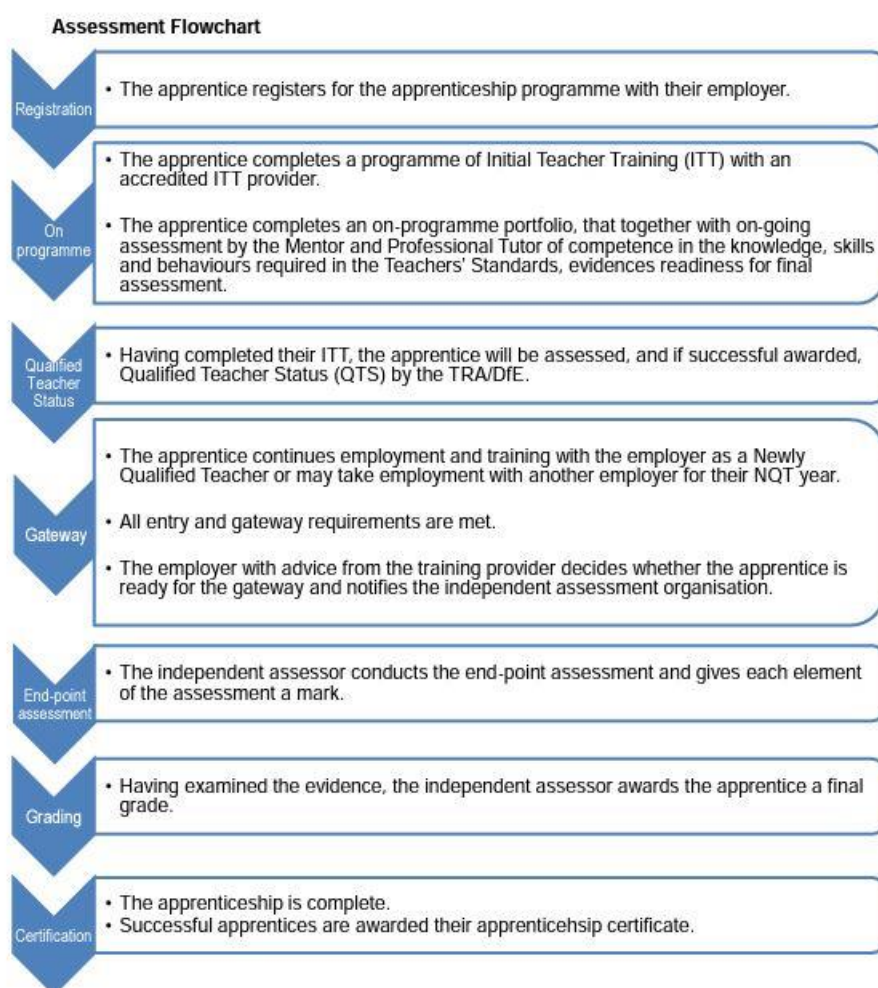 Assessment Flowchart
Registration
• The apprentice registers for the apprenticeship programme with their employer.
On
programme
• The apprentice completes a programme of Initial Teacher Training (ITT) with an
accredited ITT provider.
• The apprentice completes an on-programme portfolio, that together with on-going
assessment by the Mentor and Professional Tutor of competence in the knowledge, skills
and behaviours required in the Teachers' Standards, evidences readiness for final
assessment.
Qualified
Teacher
Status
• Having completed their ITT, the apprentice will be assessed, and if successful awarded,
Qualified Teacher Status (QTS) by the TRA/DfE.
Gateway
• The apprentice continues employment and training with the employer as a Newly
Qualified Teacher or may take employment with another employer for their NQT year.
• All entry and gateway requirements are met.
• The employer with advice from the training provider decides whether the apprentice is
ready for the gateway and notifies the independent assessment organisation.
End-point
assessment
• The independent assessor conducts the end-point assessment and gives each element
of the assessment a mark.
Grading
• Having examined the evidence, the independent assessor awards the apprentice a final
grade.
Certification
• The apprenticeship is complete.
• Successful apprentices are awarded their apprenticehsip certificate.